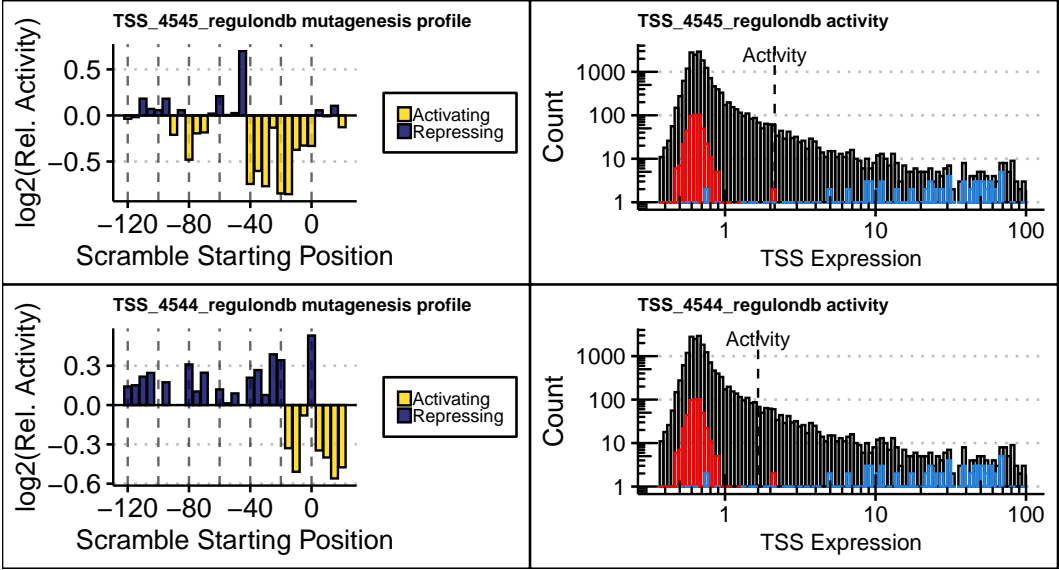 TSS_4545_regulondb mutagenesis profile
log2(Rel. Activity)
0.5
0.0
−0.5
−120
−80
−40
0
Scramble Starting Position
Activating
Repressing
TSS_4545_regulondb activity
Activity
Count
1000
100
10
1
1
10
100
TSS Expression
TSS_4544_regulondb mutagenesis profile
log2(Rel. Activity)
0.3
0.0
−0.3
−0.6
−120
−80
−40
0
Scramble Starting Position
Activating
Repressing
TSS_4544_regulondb activity
Activity
Count
1000
100
10
1
1
10
100
TSS Expression